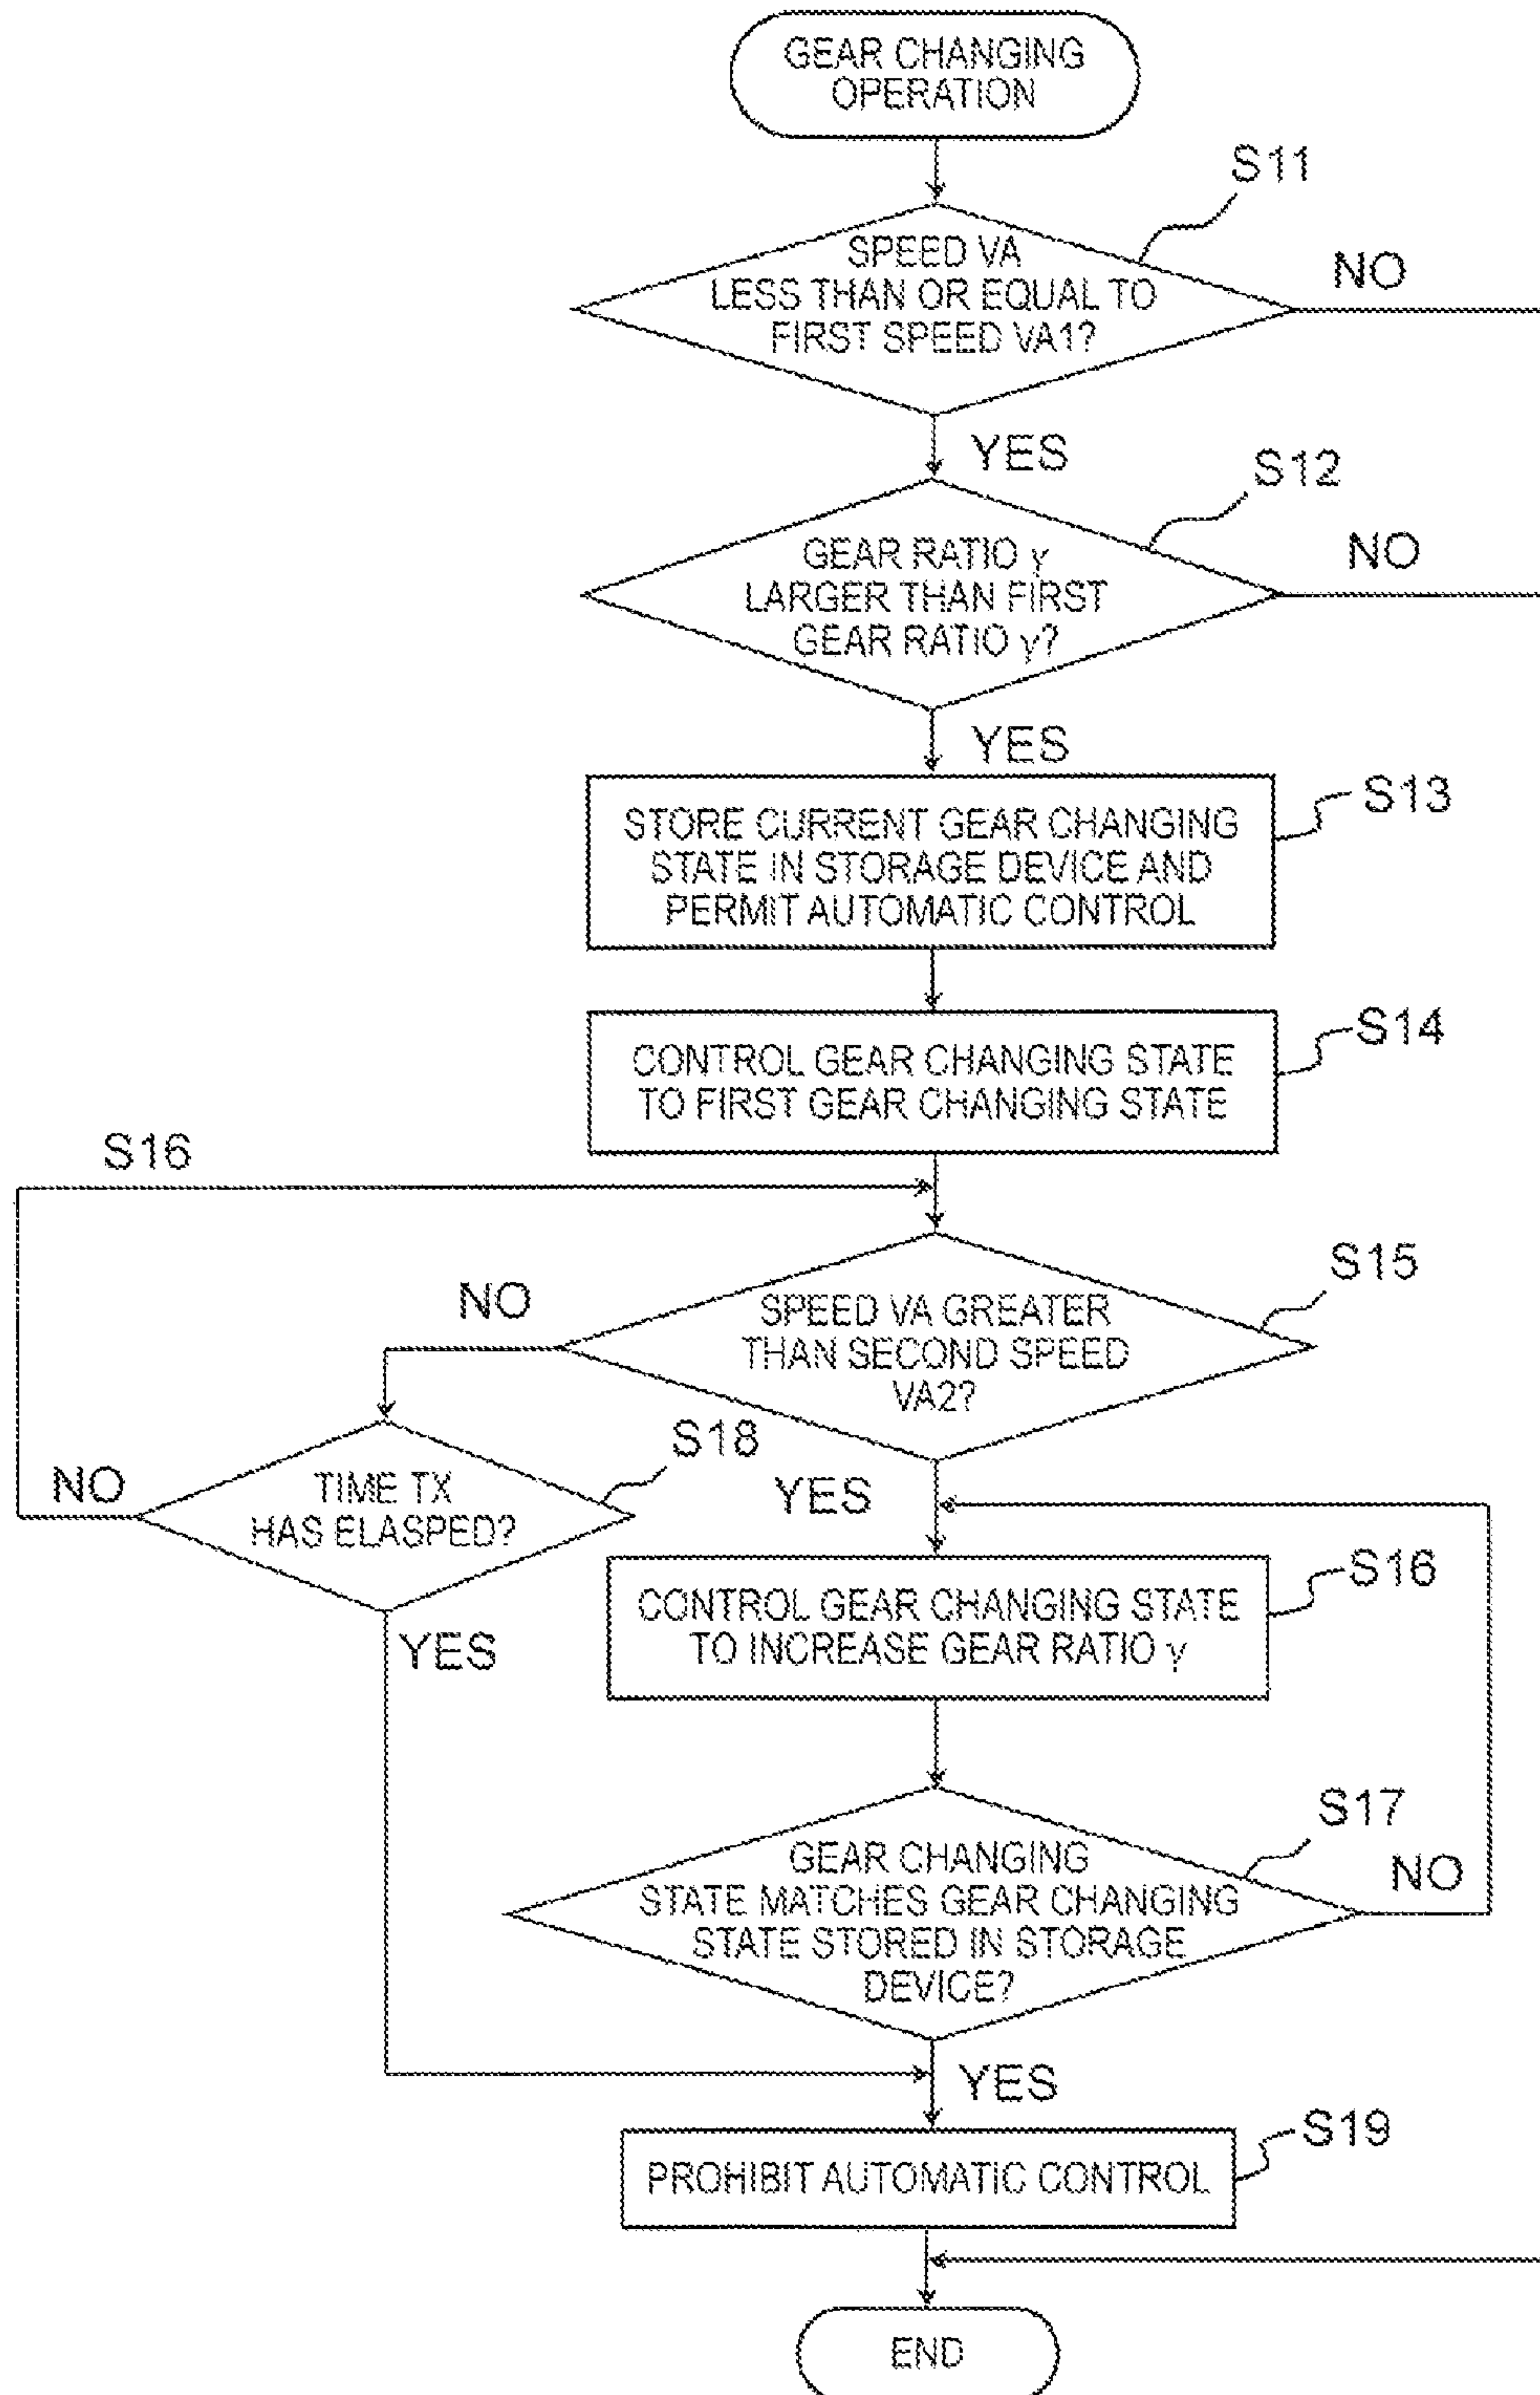 GEAR CHANGING
OPERATION
S11
SPEED VA
LESS THAN OR EQUAL TO
FIRST SPEED VA1?
NO
YES
S12
GEAR RATIO γ
LARGER THAN FIRST
GEAR RATIO γ?
NO
YES
S13
STORE CURRENT GEAR CHANGING
STATE IN STORAGE DEVICE AND
PERMIT AUTOMATIC CONTROL
S14
CONTROL GEAR CHANGING STATE
TO FIRST GEAR CHANGING STATE
S16
S15
NO
SPEED VA GREATER
THAN SECOND SPEED
VA2?
S18
NO
TIME TX
HAS ELASPED?
YES
YES
S16
CONTROL GEAR CHANGING STATE
TO INCREASE GEAR RATIO γ
S17
GEAR CHANGING
STATE MATCHES GEAR CHANGING
STATE STORED IN STORAGE
DEVICE?
NO
YES
S19
PROHIBIT AUTOMATIC CONTROL
END